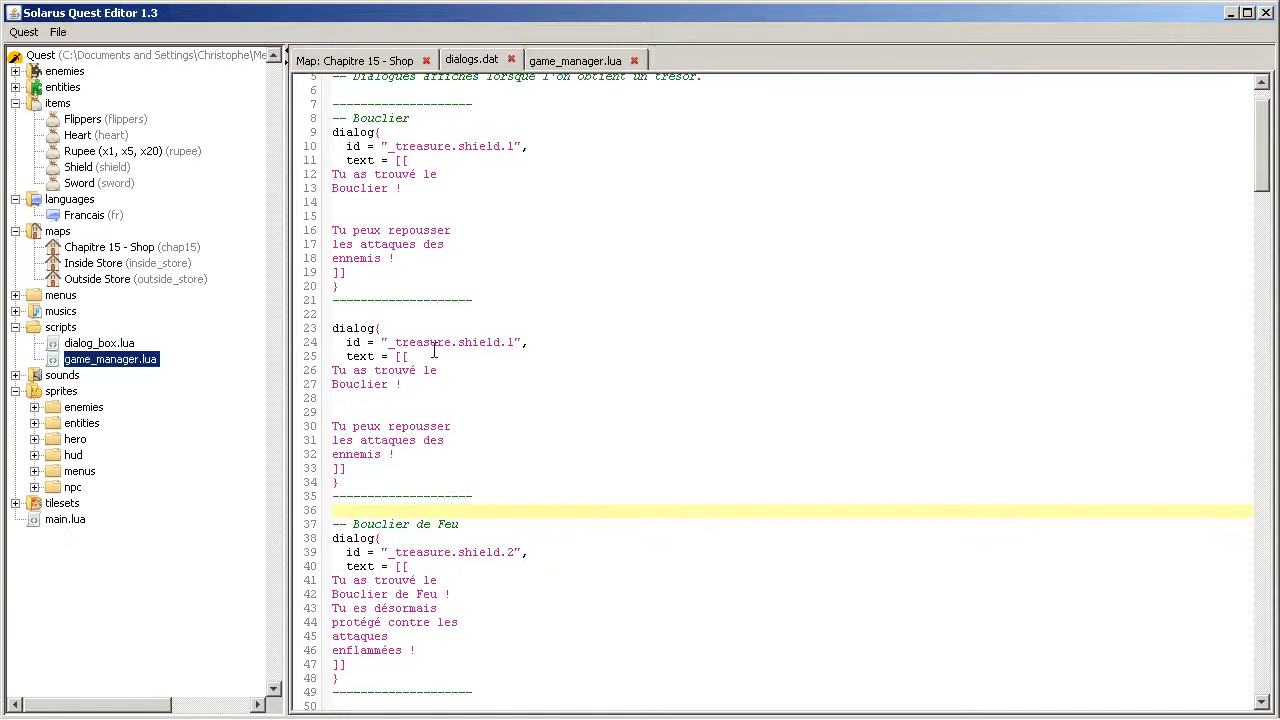 Solarus Quest Editor 1.3
Quest File
Quest (C:\Documents and Settings\Christophe\Me
enemies
entities
items
Flippers (flippers)
Heart (heart)
Rupee (x1, x5, x20) (rupee)
Shield (shield)
Sword (sword)
languages
Francais (fr)
maps
Chapitre 15 - Shop (chap15)
Inside Store (inside_store)
Outside Store (outside_store)
menus
musics
scripts
dialog_box.lua
game_manager.lua
sounds
sprites
enemies
entities
hero
hud
menus
npc
tilesets
main.lua
Map: Chapitre 15 - Shop dialogs.dat game_manager.lua
5 -- Dialogues affichés lorsque l'on obtient un trésor.
6
7 --------------------
8 -- Bouclier
9 dialog{
10 id = "_treasure.shield.1",
11 text = [[
12 Tu as trouvé le
13 Bouclier !
14
15
16 Tu peux repousser
17 les attaques des
18 ennemis !
19 ]]
20 }
21 --------------------
22
23 dialog{
24 id = "_treasure.shield.1",
25 text = [[
26 Tu as trouvé le
27 Bouclier !
28
29
30 Tu peux repousser
31 les attaques des
32 ennemis !
33 ]]
34 }
35 --------------------
36
37 -- Bouclier de Feu
38 dialog{
39 id = "_treasure.shield.2",
40 text = [[
41 Tu as trouvé le
42 Bouclier de Feu !
43 Tu es désormais
44 protégé contre les
45 attaques
46 enflammées !
47 ]]
48 }
49 --------------------
50